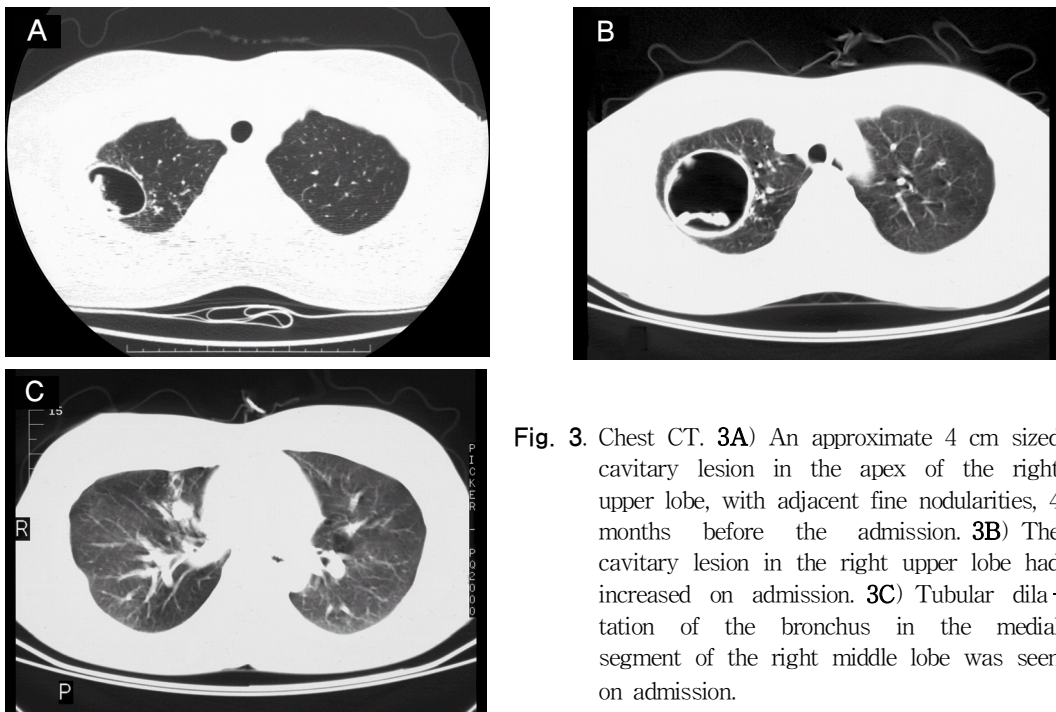 A
B
C
15
R
P
PICKER - PQ2000
Fig. 3. Chest CT. 3A) An approximate 4 cm sized
cavitary lesion in the apex of the right
upper lobe, with adjacent fine nodularities, 4
months before the admission. 3B) The
cavitary lesion in the right upper lobe had
increased on admission. 3C) Tubular dila-
tation of the bronchus in the medial
segment of the right middle lobe was seen
on admission.